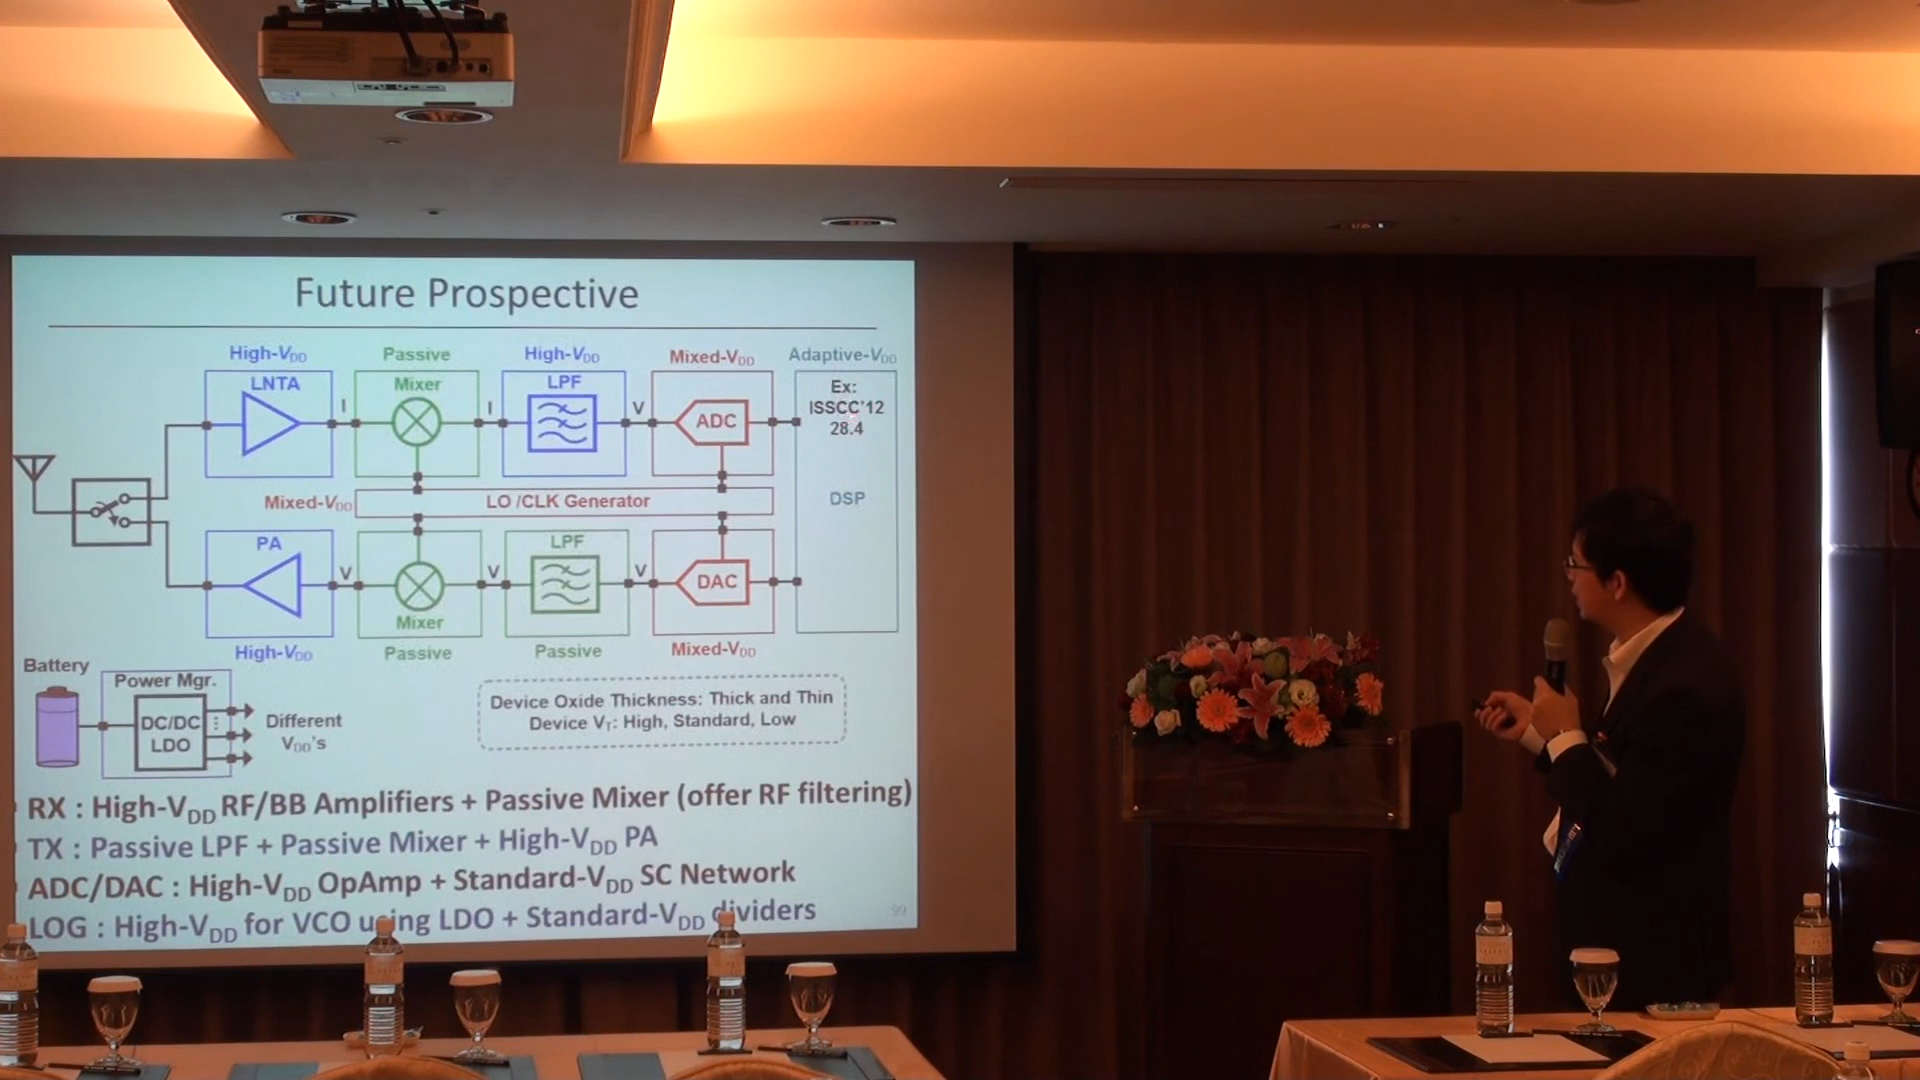 Future Prospective
High-VDD Passive High-VDD Mixed-VDD Adaptive-VDD
LNTA Mixer LPF Ex:
I I V ADC ISSCC'12
28.4
Mixed-VDD LO /CLK Generator DSP
PA LPF
V V V DAC
Mixer
High-VDD Passive Passive Mixed-VDD
Battery
Power Mgr.
DC/DC
LDO
Different
VDD's
Device Oxide Thickness: Thick and Thin
Device VT: High, Standard, Low
RX : High-VDD RF/BB Amplifiers + Passive Mixer (offer RF filtering)
TX : Passive LPF + Passive Mixer + High-VDD PA
ADC/DAC : High-VDD OpAmp + Standard-VDD SC Network
LOG : High-VDD for VCO using LDO + Standard-VDD dividers
99